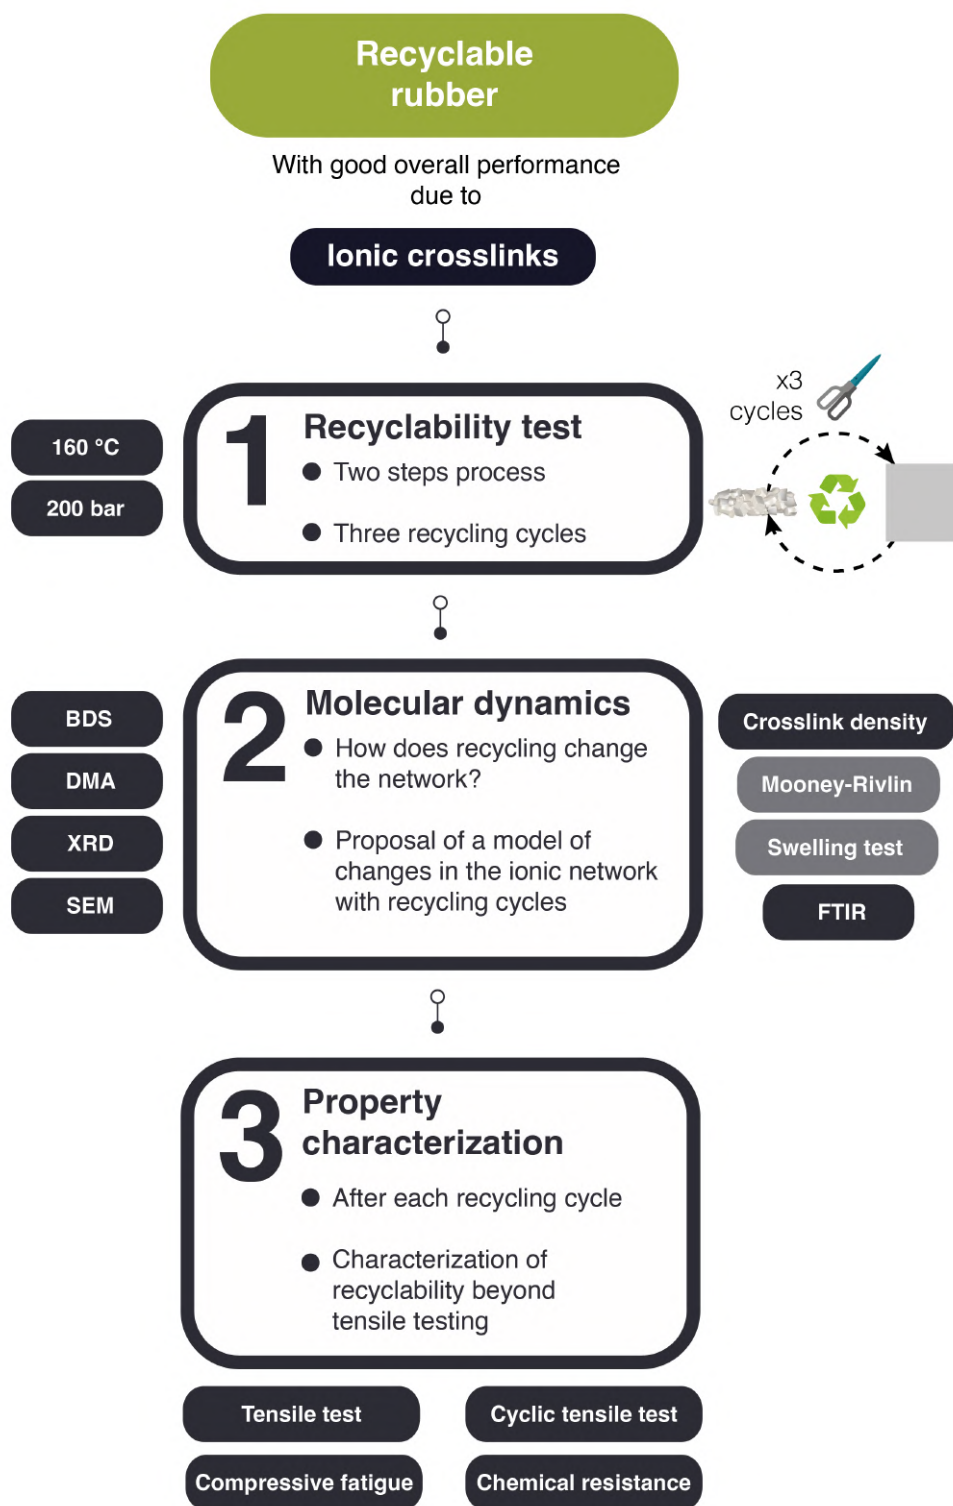 Recyclable
rubber
With good overall performance
due to
Ionic crosslinks
160 °C
200 bar
1
Recyclability test
Two steps process
Three recycling cycles
x3
cycles
BDS
DMA
XRD
SEM
2
Molecular dynamics
How does recycling change
the network?
Proposal of a model of
changes in the ionic network
with recycling cycles
Crosslink density
Mooney-Rivlin
Swelling test
FTIR
3
Property
characterization
After each recycling cycle
Characterization of
recyclability beyond
tensile testing
Tensile test
Cyclic tensile test
Compressive fatigue
Chemical resistance